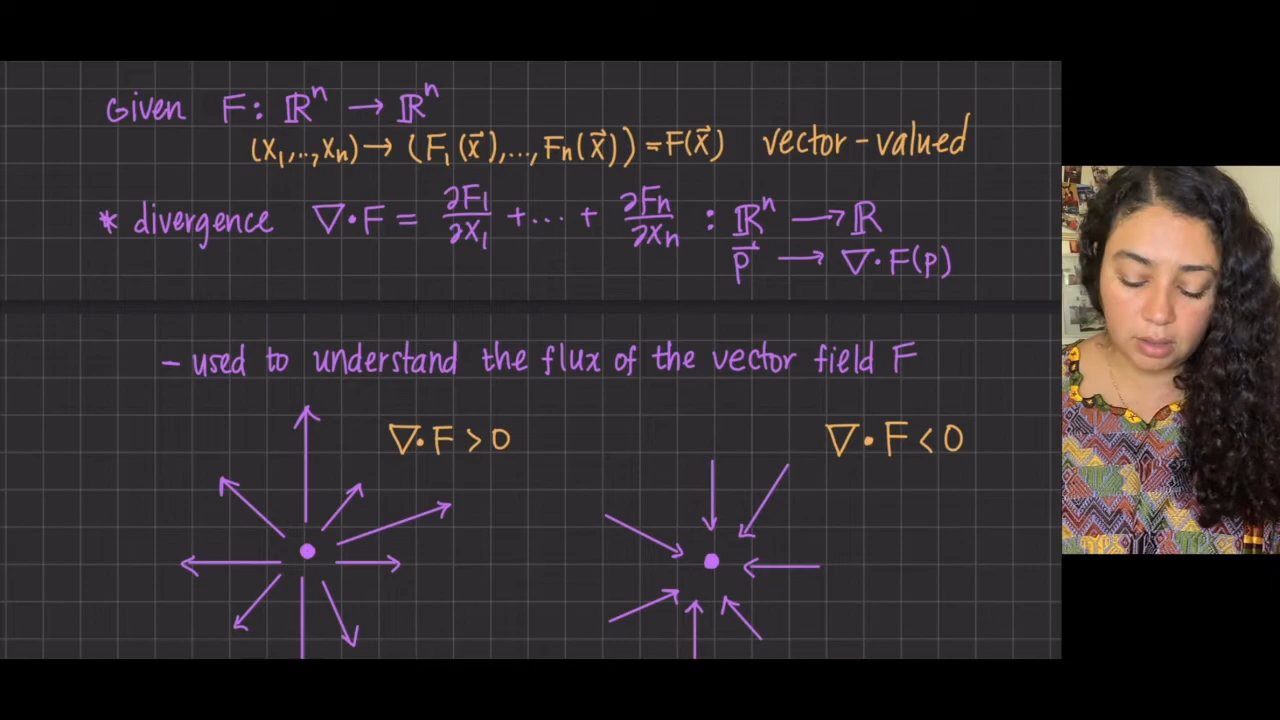 Given F: ℝⁿ → ℝⁿ
(x₁,..,xₙ) → (F₁(x⃗),...,Fₙ(x⃗)) = F(x⃗) vector-valued
* divergence ∇·F = ∂F₁/∂x₁ + ... + ∂Fₙ/∂xₙ : ℝⁿ → ℝ
p⃗ → ∇·F(p)
- used to understand the flux of the vector field F
∇·F > 0
∇·F < 0